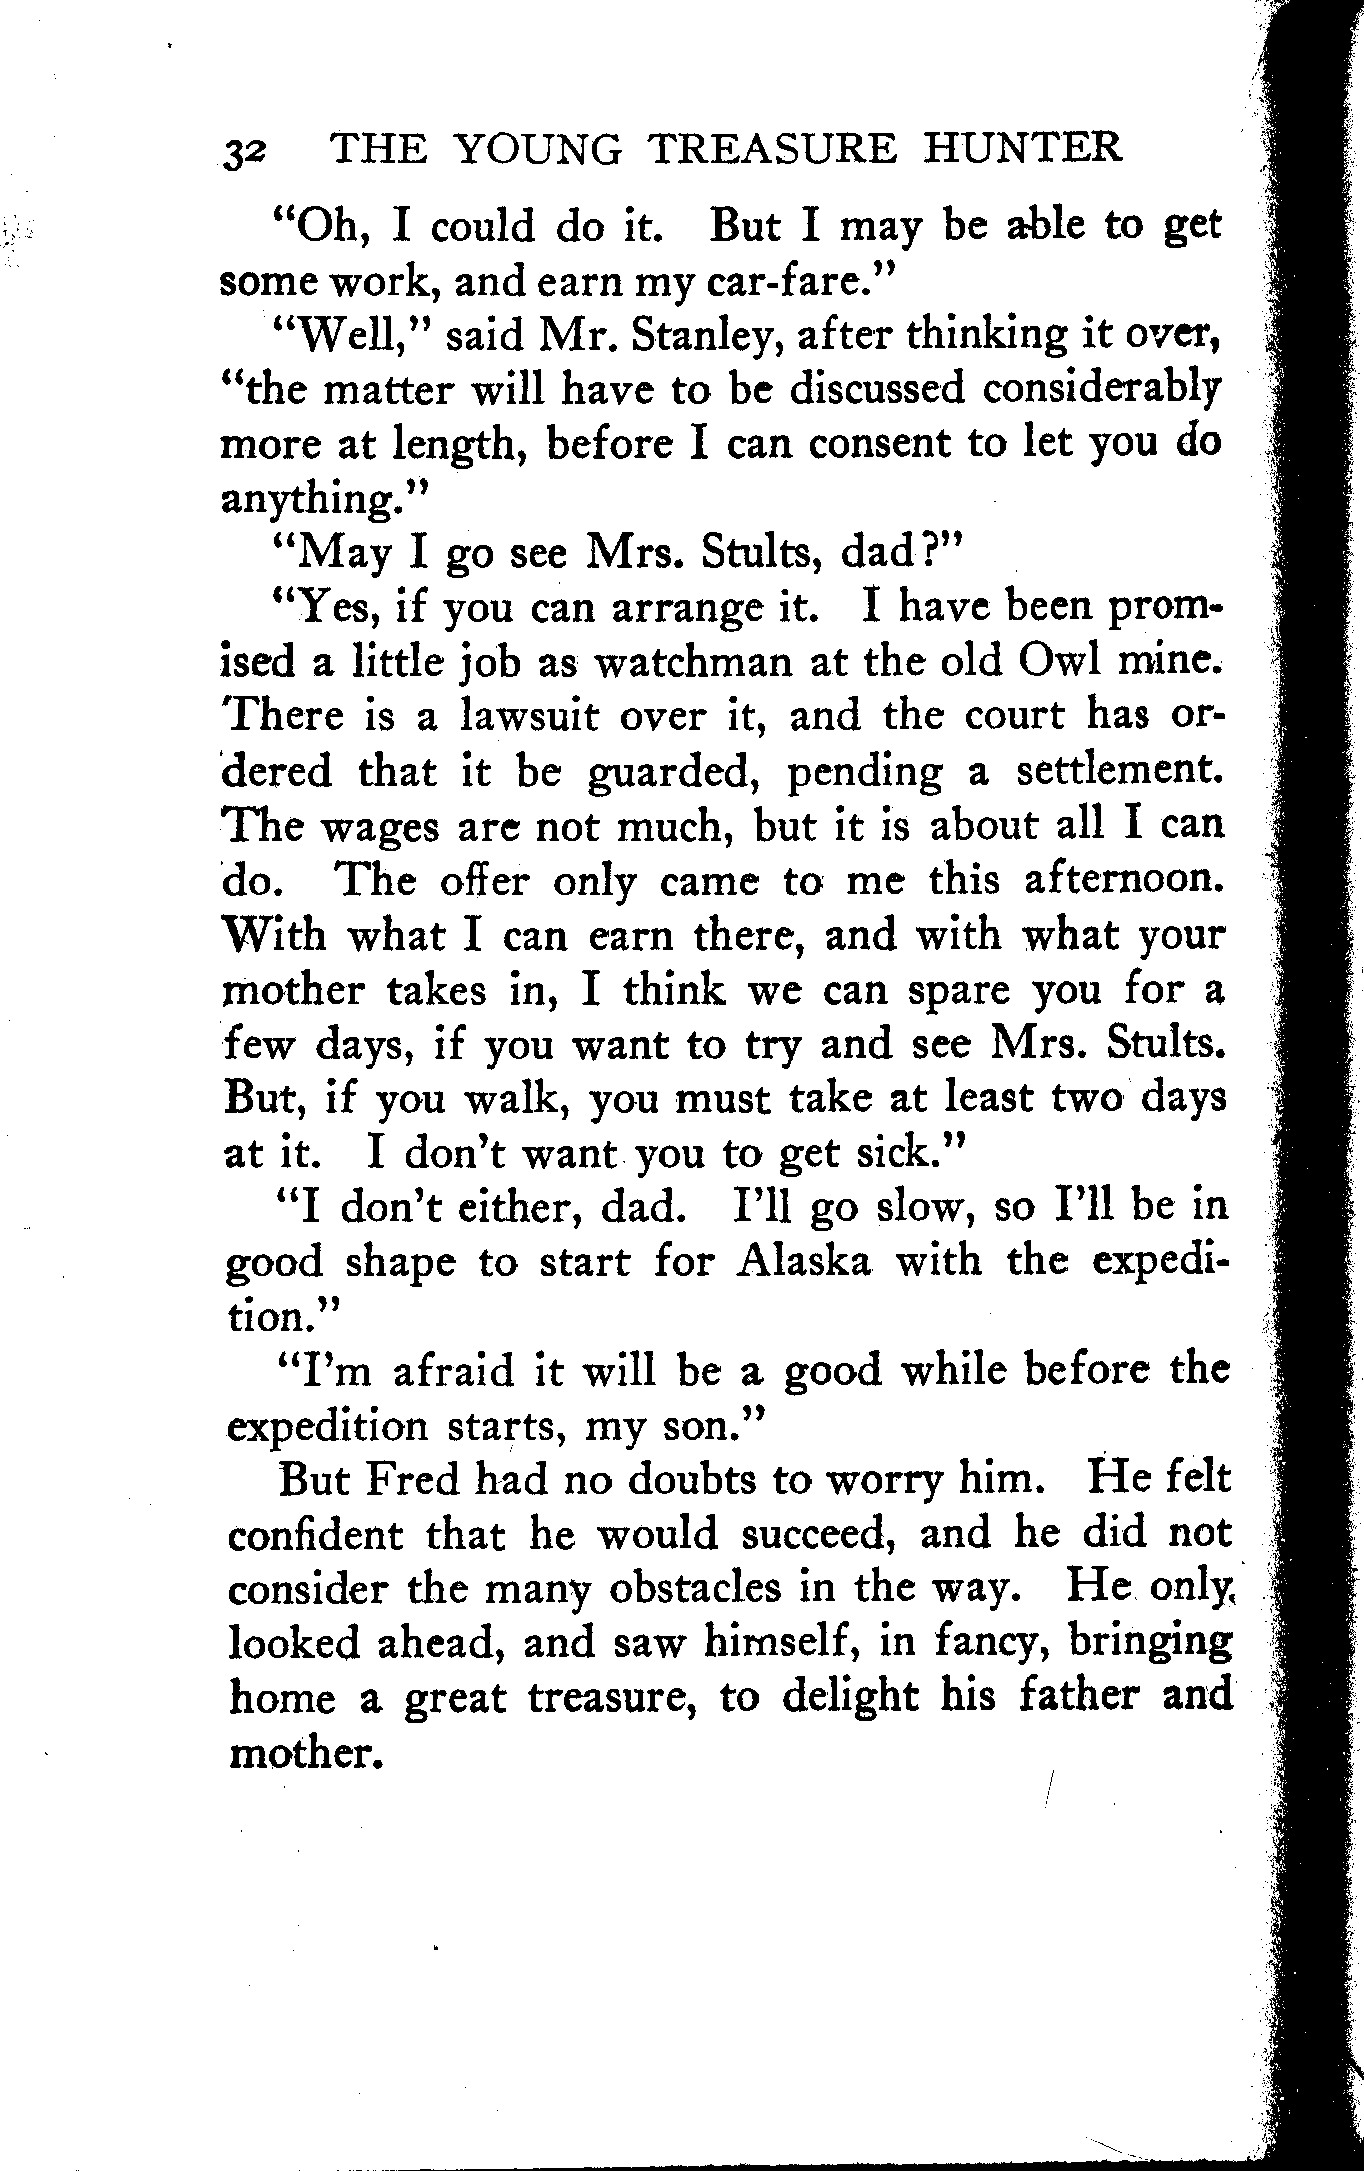 32 THE YOUNG TREASURE HUNTER
“Oh, I could do it. But I may be able to get
some work, and earn my car-fare.”
“Well,” said Mr. Stanley, after thinking it over,
“the matter will have to be discussed considerably
more at length, before I can consent to let you do
anything.”
“May I go see Mrs. Stults, dad?”
“Yes, if you can arrange it. I have been prom-
ised a little job as watchman at the old Owl mine.
There is a lawsuit over it, and the court has or-
dered that it be guarded, pending a settlement.
The wages are not much, but it is about all I can
do. The offer only came to me this afternoon.
With what I can earn there, and with what your
mother takes in, I think we can spare you for a
few days, if you want to try and see Mrs. Stults.
But, if you walk, you must take at least two days
at it. I don’t want you to get sick.”
“I don’t either, dad. I’ll go slow, so I’ll be in
good shape to start for Alaska with the expedi-
tion.”
“I’m afraid it will be a good while before the
expedition starts, my son.”
But Fred had no doubts to worry him. He felt
confident that he would succeed, and he did not
consider the many obstacles in the way. He only
looked ahead, and saw himself, in fancy, bringing
home a great treasure, to delight his father and
mother.